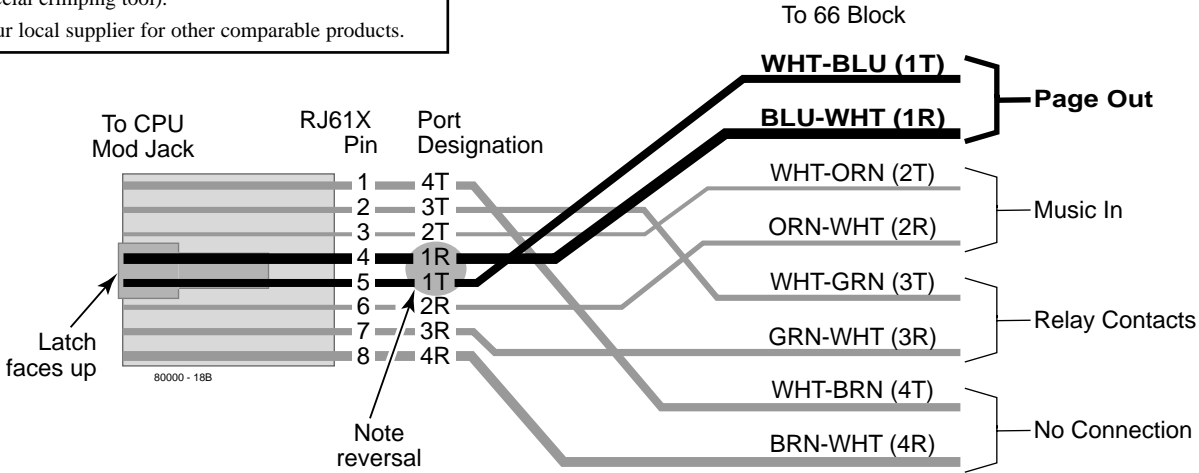 ecial crimping tool).
ur local supplier for other comparable products.
To 66 Block
WHT-BLU (1T)
BLU-WHT (1R)
Page Out
To CPU
Mod Jack
RJ61X
Pin
Port
Designation
1 4T
2 3T
3 2T
4 1R
5 1T
6 2R
7 3R
8 4R
WHT-ORN (2T)
ORN-WHT (2R)
Music In
WHT-GRN (3T)
GRN-WHT (3R)
Relay Contacts
WHT-BRN (4T)
BRN-WHT (4R)
No Connection
Latch
faces up
80000 - 18B
Note
reversal